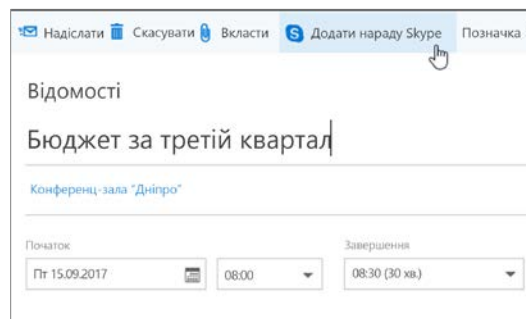 Надіслати Скасувати Вкласти Додати нараду Skype Позначка
Відомості
Бюджет за третій квартал
Конференц-зала "Дніпро"
Початок Завершення
Пт 15.09.2017 08:00 08:30 (30 хв.)